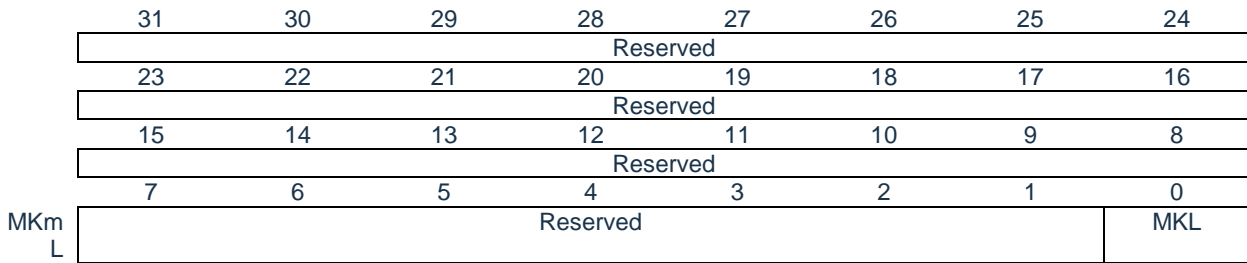 31 30 29 28 27 26 25 24
Reserved
23 22 21 20 19 18 17 16
Reserved
15 14 13 12 11 10 9 8
Reserved
7 6 5 4 3 2 1 0
MKm Reserved MKL
L